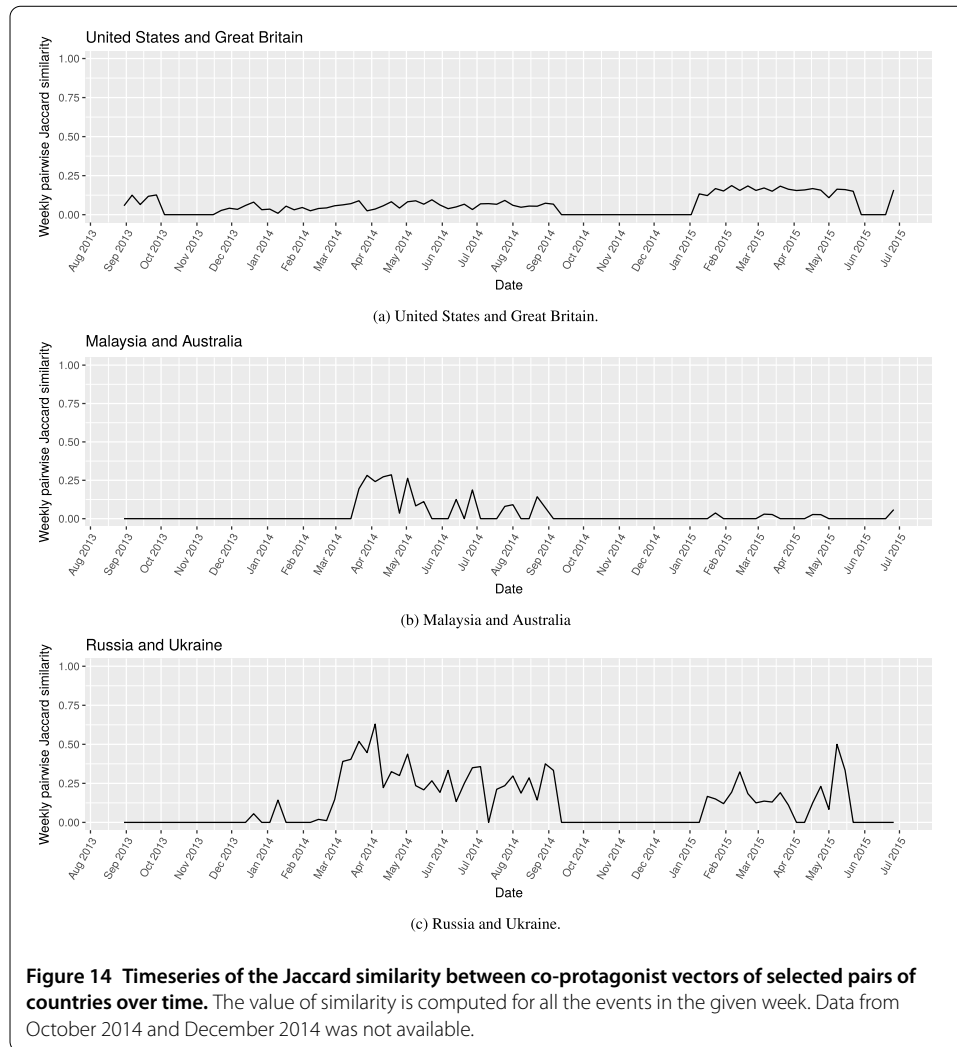 United States and Great Britain
Weekly pairwise Jaccard similarity
1.00
0.75
0.50
0.25
0.00
Aug 2013
Sep 2013
Oct 2013
Nov 2013
Dec 2013
Jan 2014
Feb 2014
Mar 2014
Apr 2014
May 2014
Jun 2014
Jul 2014
Aug 2014
Sep 2014
Oct 2014
Nov 2014
Dec 2014
Jan 2015
Feb 2015
Mar 2015
Apr 2015
May 2015
Jun 2015
Jul 2015
Date
(a) United States and Great Britain.
Malaysia and Australia
Weekly pairwise Jaccard similarity
1.00
0.75
0.50
0.25
0.00
Aug 2013
Sep 2013
Oct 2013
Nov 2013
Dec 2013
Jan 2014
Feb 2014
Mar 2014
Apr 2014
May 2014
Jun 2014
Jul 2014
Aug 2014
Sep 2014
Oct 2014
Nov 2014
Dec 2014
Jan 2015
Feb 2015
Mar 2015
Apr 2015
May 2015
Jun 2015
Jul 2015
Date
(b) Malaysia and Australia
Russia and Ukraine
Weekly pairwise Jaccard similarity
1.00
0.75
0.50
0.25
0.00
Aug 2013
Sep 2013
Oct 2013
Nov 2013
Dec 2013
Jan 2014
Feb 2014
Mar 2014
Apr 2014
May 2014
Jun 2014
Jul 2014
Aug 2014
Sep 2014
Oct 2014
Nov 2014
Dec 2014
Jan 2015
Feb 2015
Mar 2015
Apr 2015
May 2015
Jun 2015
Jul 2015
Date
(c) Russia and Ukraine.
Figure 14 Timeseries of the Jaccard similarity between co-protagonist vectors of selected pairs of
countries over time. The value of similarity is computed for all the events in the given week. Data from
October 2014 and December 2014 was not available.